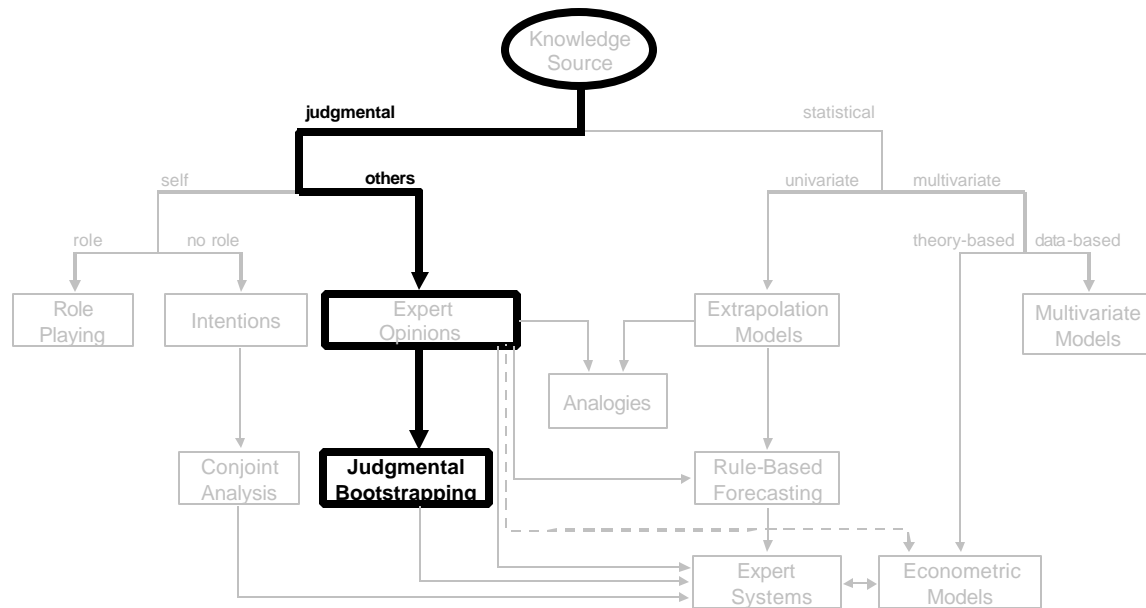 Knowledge
Source
judgmental
statistical
self
others
univariate
multivariate
role
no role
theory-based
data-based
Role
Playing
Intentions
Expert
Opinions
Extrapolation
Models
Multivariate
Models
Analogies
Conjoint
Analysis
Judgmental
Bootstrapping
Rule-Based
Forecasting
Expert
Systems
Econometric
Models